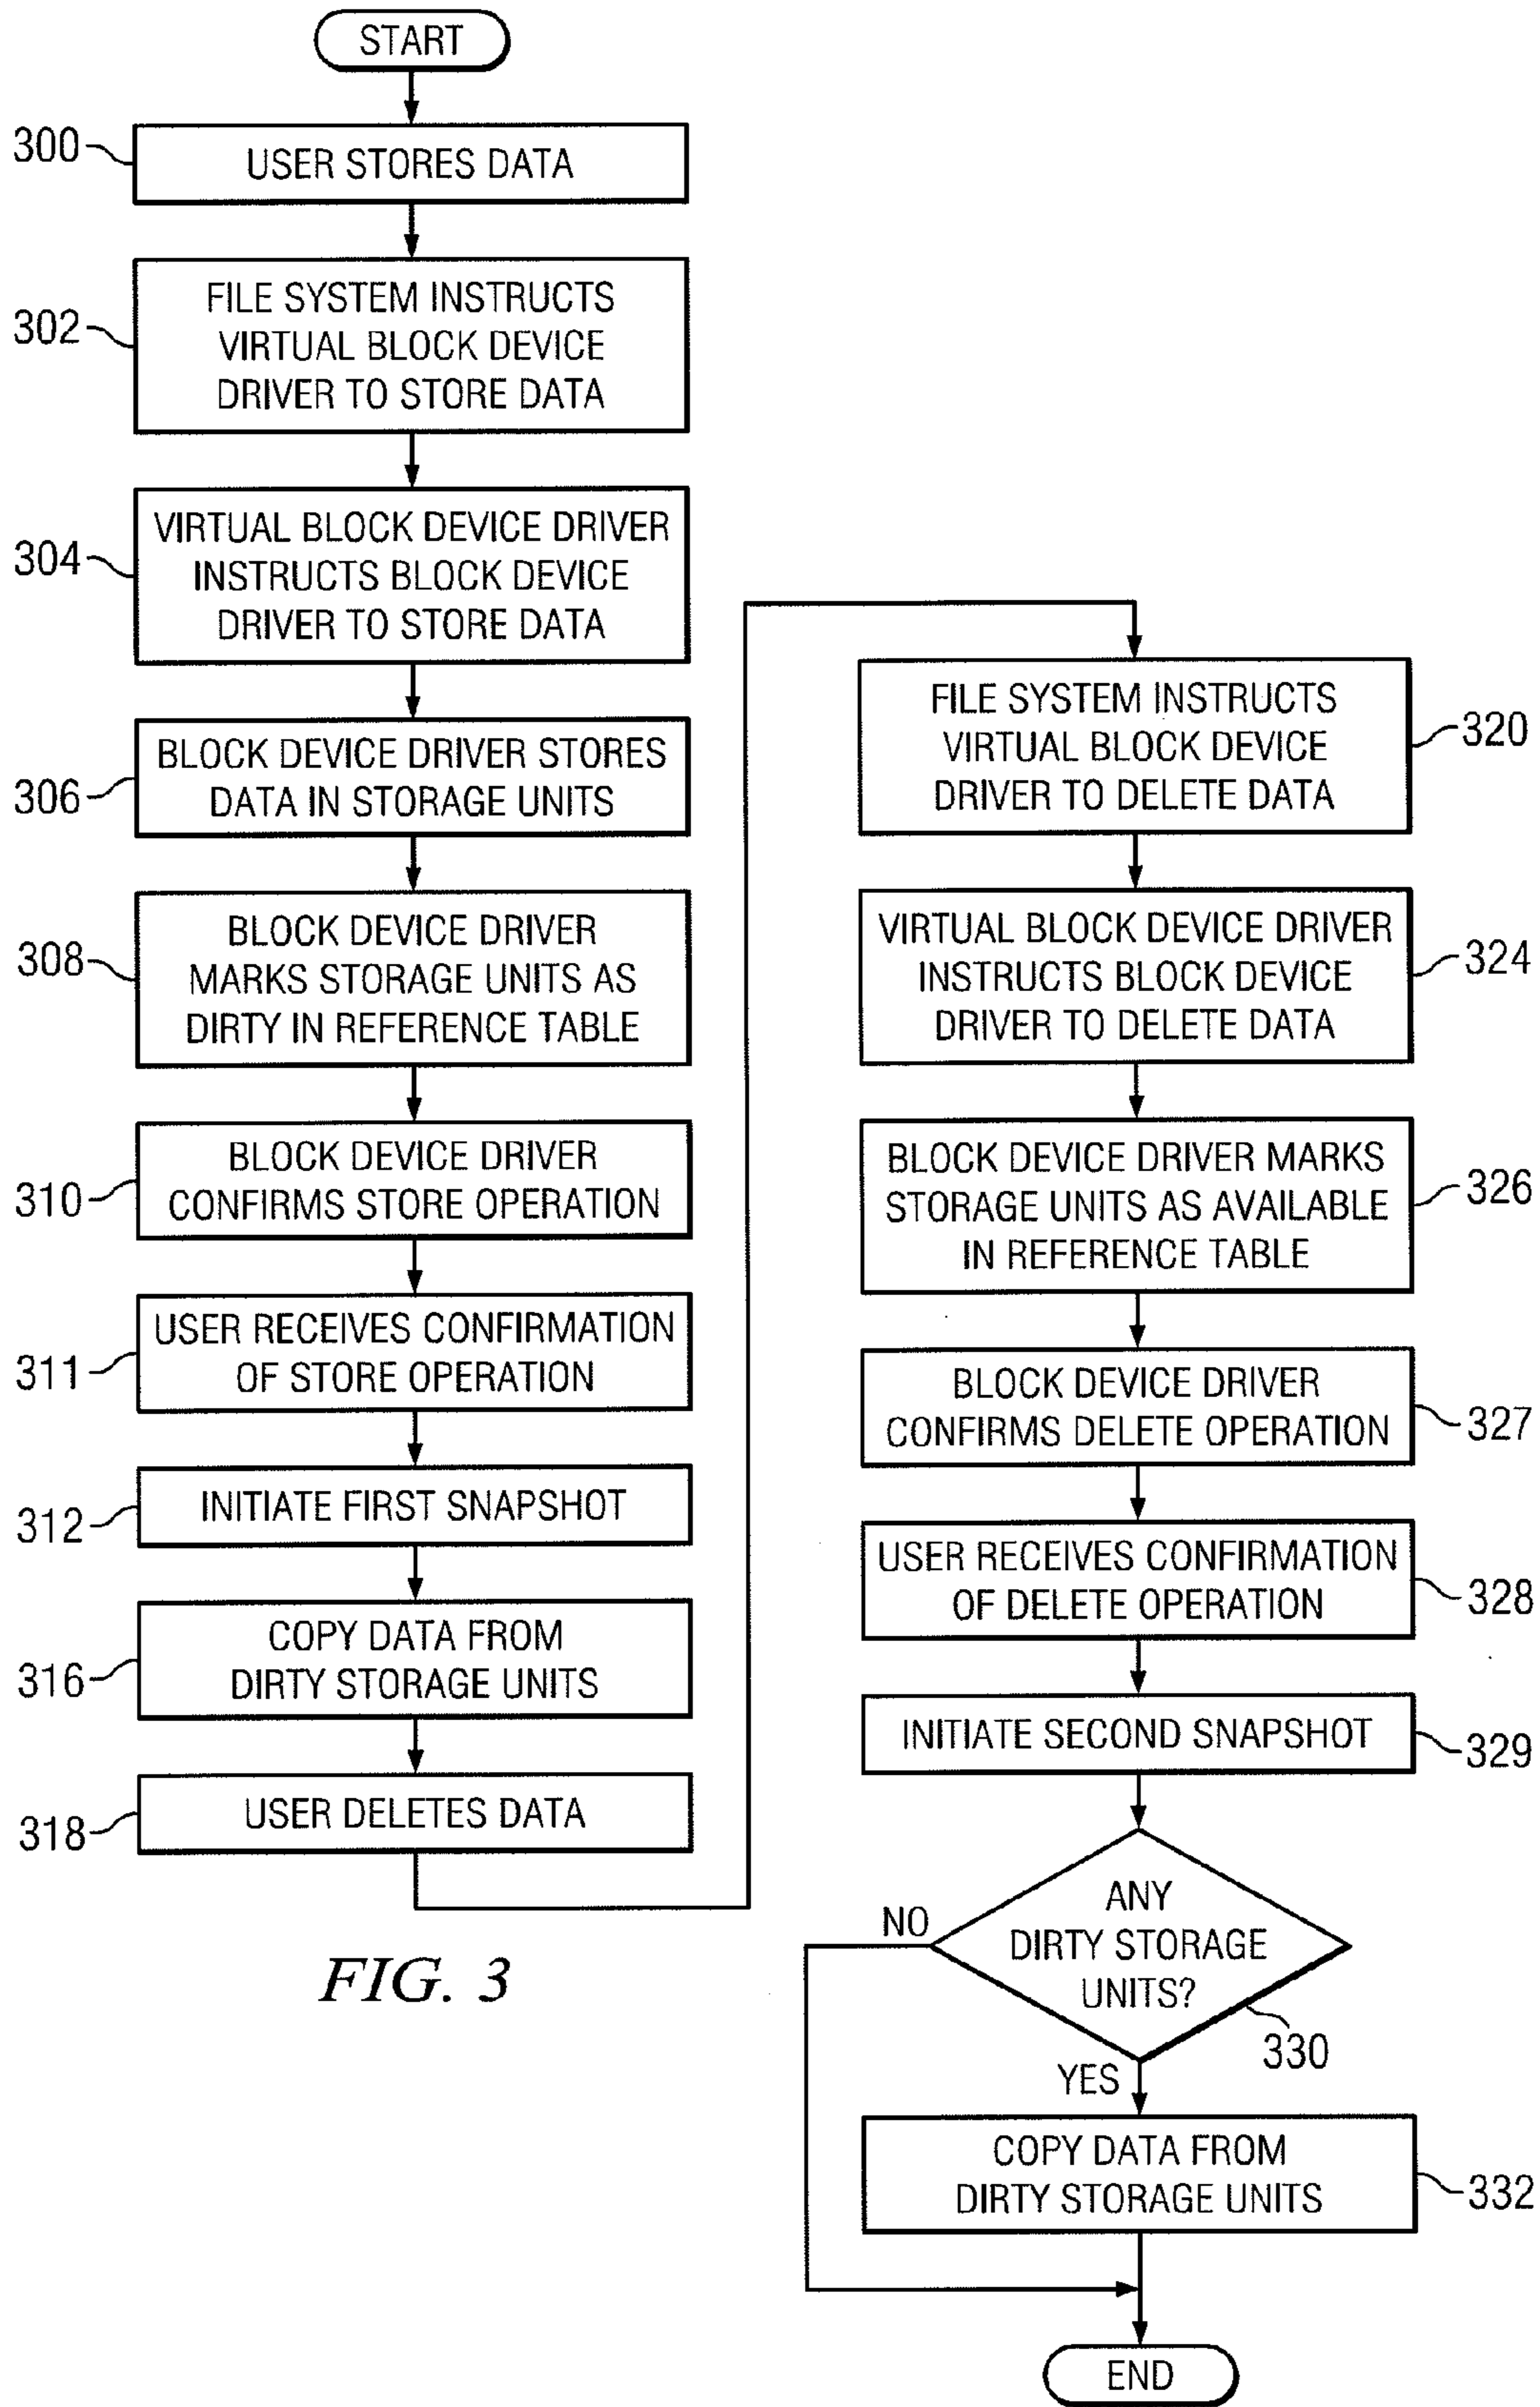 START
300
USER STORES DATA
302
FILE SYSTEM INSTRUCTS
VIRTUAL BLOCK DEVICE
DRIVER TO STORE DATA
304
VIRTUAL BLOCK DEVICE DRIVER
INSTRUCTS BLOCK DEVICE
DRIVER TO STORE DATA
306
BLOCK DEVICE DRIVER STORES
DATA IN STORAGE UNITS
308
BLOCK DEVICE DRIVER
MARKS STORAGE UNITS AS
DIRTY IN REFERENCE TABLE
310
BLOCK DEVICE DRIVER
CONFIRMS STORE OPERATION
311
USER RECEIVES CONFIRMATION
OF STORE OPERATION
312
INITIATE FIRST SNAPSHOT
316
COPY DATA FROM
DIRTY STORAGE UNITS
318
USER DELETES DATA
FILE SYSTEM INSTRUCTS
VIRTUAL BLOCK DEVICE
DRIVER TO DELETE DATA
320
VIRTUAL BLOCK DEVICE DRIVER
INSTRUCTS BLOCK DEVICE
DRIVER TO DELETE DATA
324
BLOCK DEVICE DRIVER MARKS
STORAGE UNITS AS AVAILABLE
IN REFERENCE TABLE
326
BLOCK DEVICE DRIVER
CONFIRMS DELETE OPERATION
327
USER RECEIVES CONFIRMATION
OF DELETE OPERATION
328
INITIATE SECOND SNAPSHOT
329
ANY
DIRTY STORAGE
UNITS?
330
NO
YES
COPY DATA FROM
DIRTY STORAGE UNITS
332
END
FIG. 3